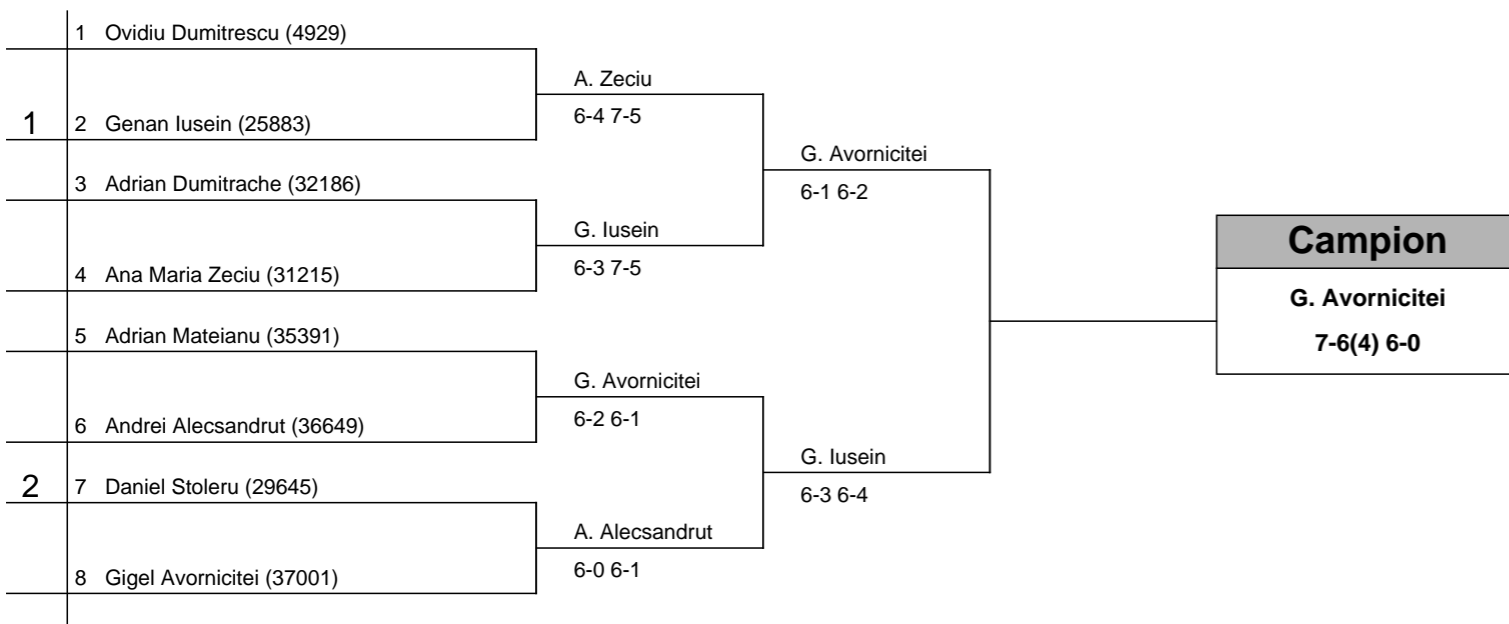 1 Ovidiu Dumitrescu (4929)
A. Zeciu
6-4 7-5
1 2 Genan Iusein (25883)
G. Avornicitei
6-1 6-2
3 Adrian Dumitrache (32186)
G. Iusein
6-3 7-5
4 Ana Maria Zeciu (31215)
Campion
G. Avornicitei
7-6(4) 6-0
5 Adrian Mateianu (35391)
G. Avornicitei
6-2 6-1
6 Andrei Alecsandrut (36649)
G. Iusein
6-3 6-4
2 7 Daniel Stoleru (29645)
A. Alecsandrut
6-0 6-1
8 Gigel Avornicitei (37001)